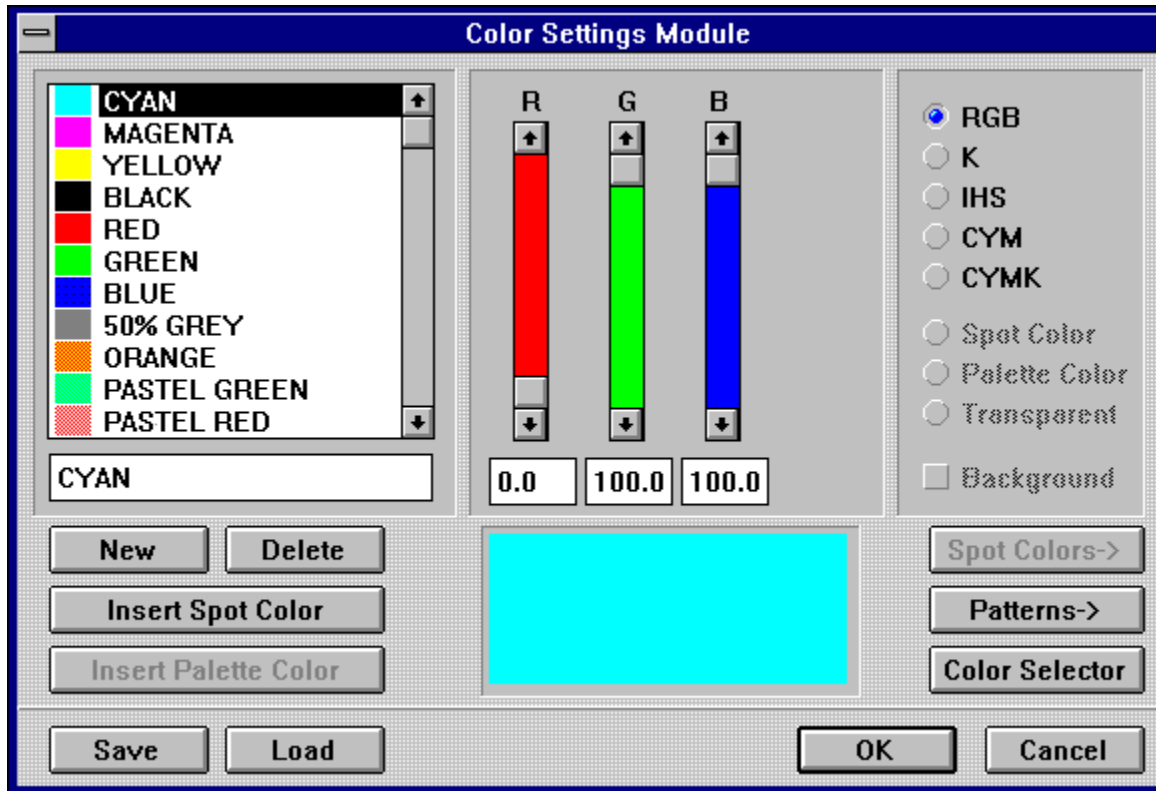 Color Settings Module
CYAN
MAGENTA
YELLOW
BLACK
RED
GREEN
BLUE
50% GREY
ORANGE
PASTEL GREEN
PASTEL RED
CYAN
R G B
0.0 100.0 100.0
RGB
K
IHS
CYM
CYMK
Spot Color
Palette Color
Transparent
Background
New Delete
Insert Spot Color
Insert Palette Color
Spot Colors->
Patterns->
Color Selector
Save Load OK Cancel